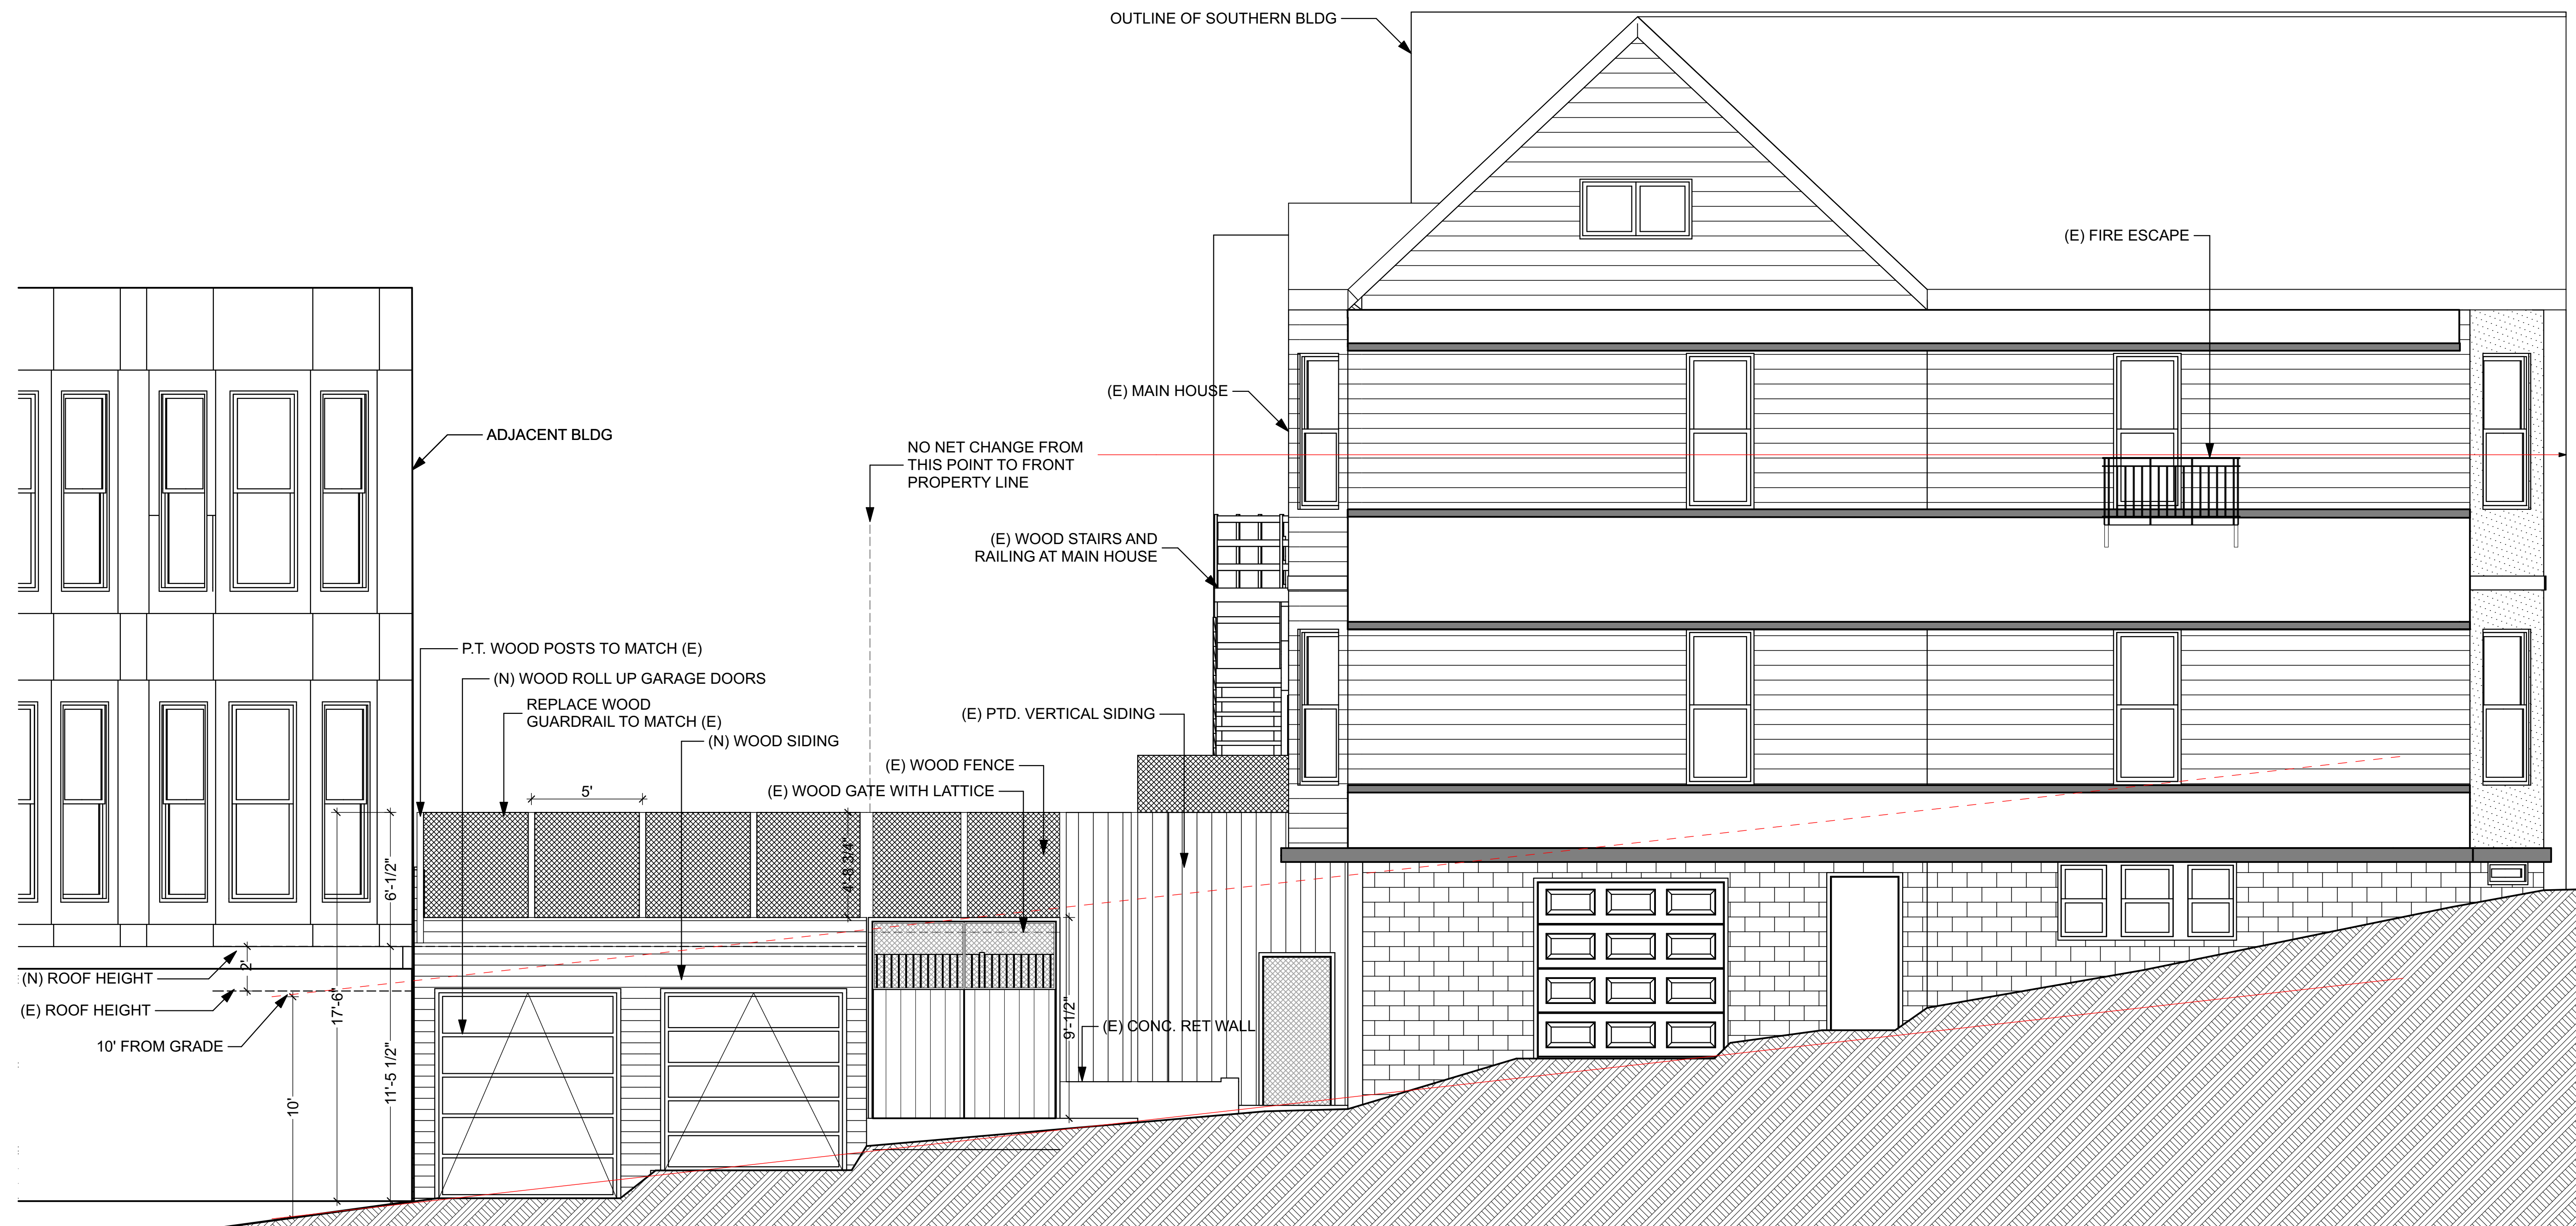 OUTLINE OF SOUTHERN BLDG
(E) FIRE ESCAPE
(E) MAIN HOUSE
ADJACENT BLDG
NO NET CHANGE FROM
THIS POINT TO FRONT
PROPERTY LINE
(E) WOOD STAIRS AND
RAILING AT MAIN HOUSE
P.T. WOOD POSTS TO MATCH (E)
(N) WOOD ROLL UP GARAGE DOORS
REPLACE WOOD
GUARDRAIL TO MATCH (E)
(E) PTD. VERTICAL SIDING
(N) WOOD SIDING
(E) WOOD FENCE
(E) WOOD GATE WITH LATTICE
5'
4'-8 3/4"
6'-1/2"
2'
(N) ROOF HEIGHT
(E) ROOF HEIGHT
17'-6"
10' FROM GRADE
9'-1/2"
(E) CONC. RET WALL
11'-5 1/2"
10'